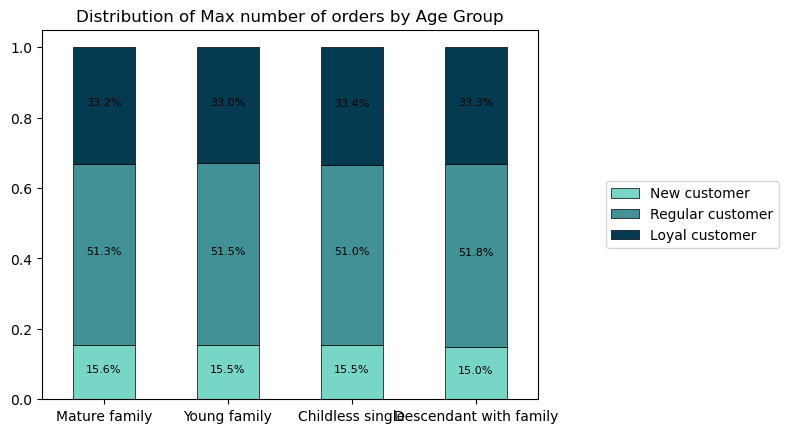 Distribution of Max number of orders by Age Group
1.0
0.8
0.6
0.4
0.2
0.0
33.2%
33.0%
33.4%
33.3%
51.3%
51.5%
51.0%
51.8%
15.6%
15.5%
15.5%
15.0%
Mature family
Young family
Childless single
Descendant with family
New customer
Regular customer
Loyal customer